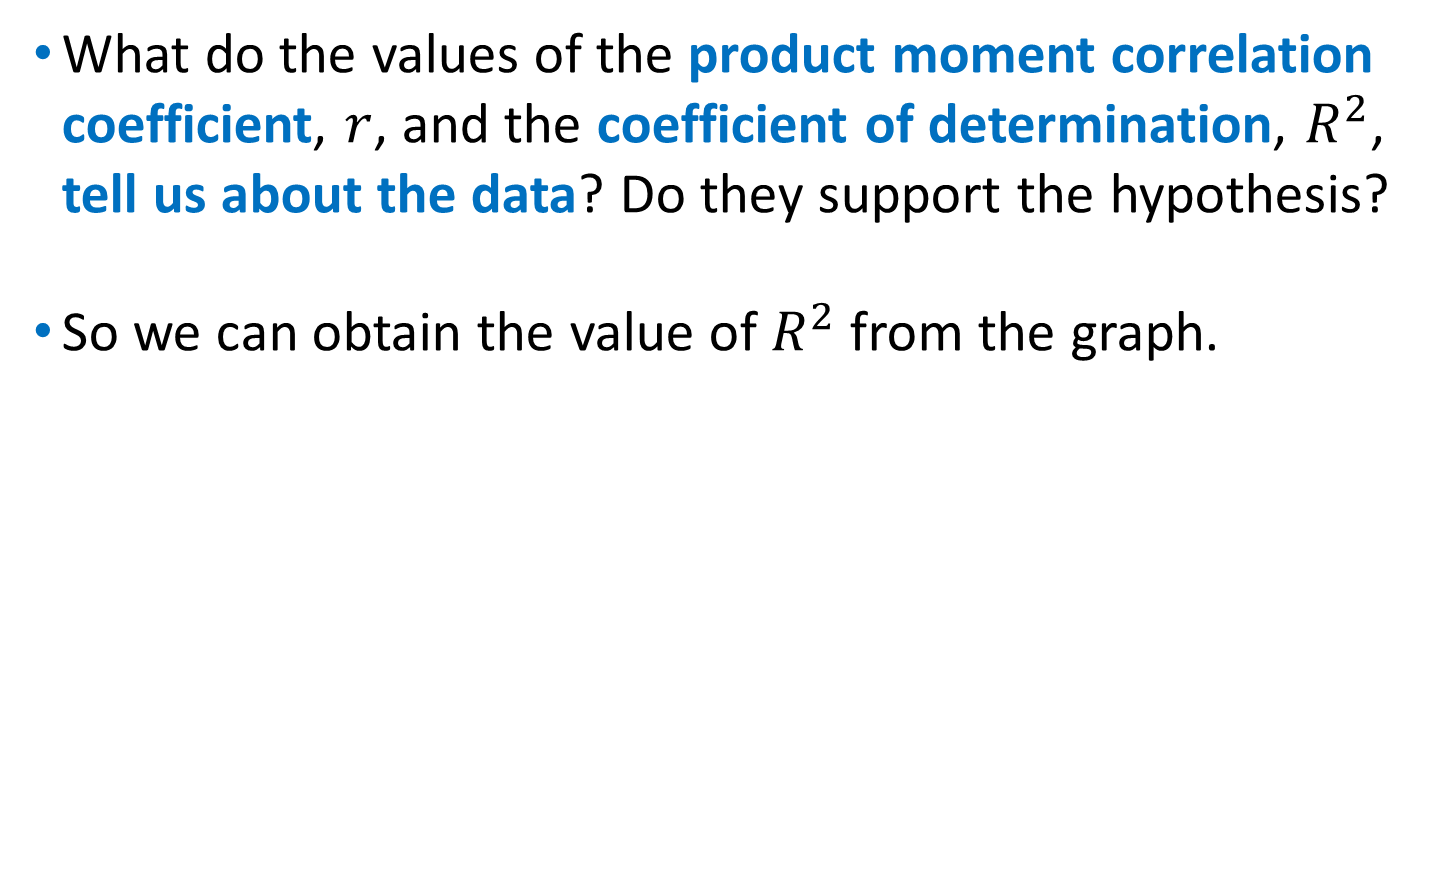 • What do the values of the product moment correlation
coefficient, r, and the coefficient of determination, R²,
tell us about the data? Do they support the hypothesis?
• So we can obtain the value of R² from the graph.